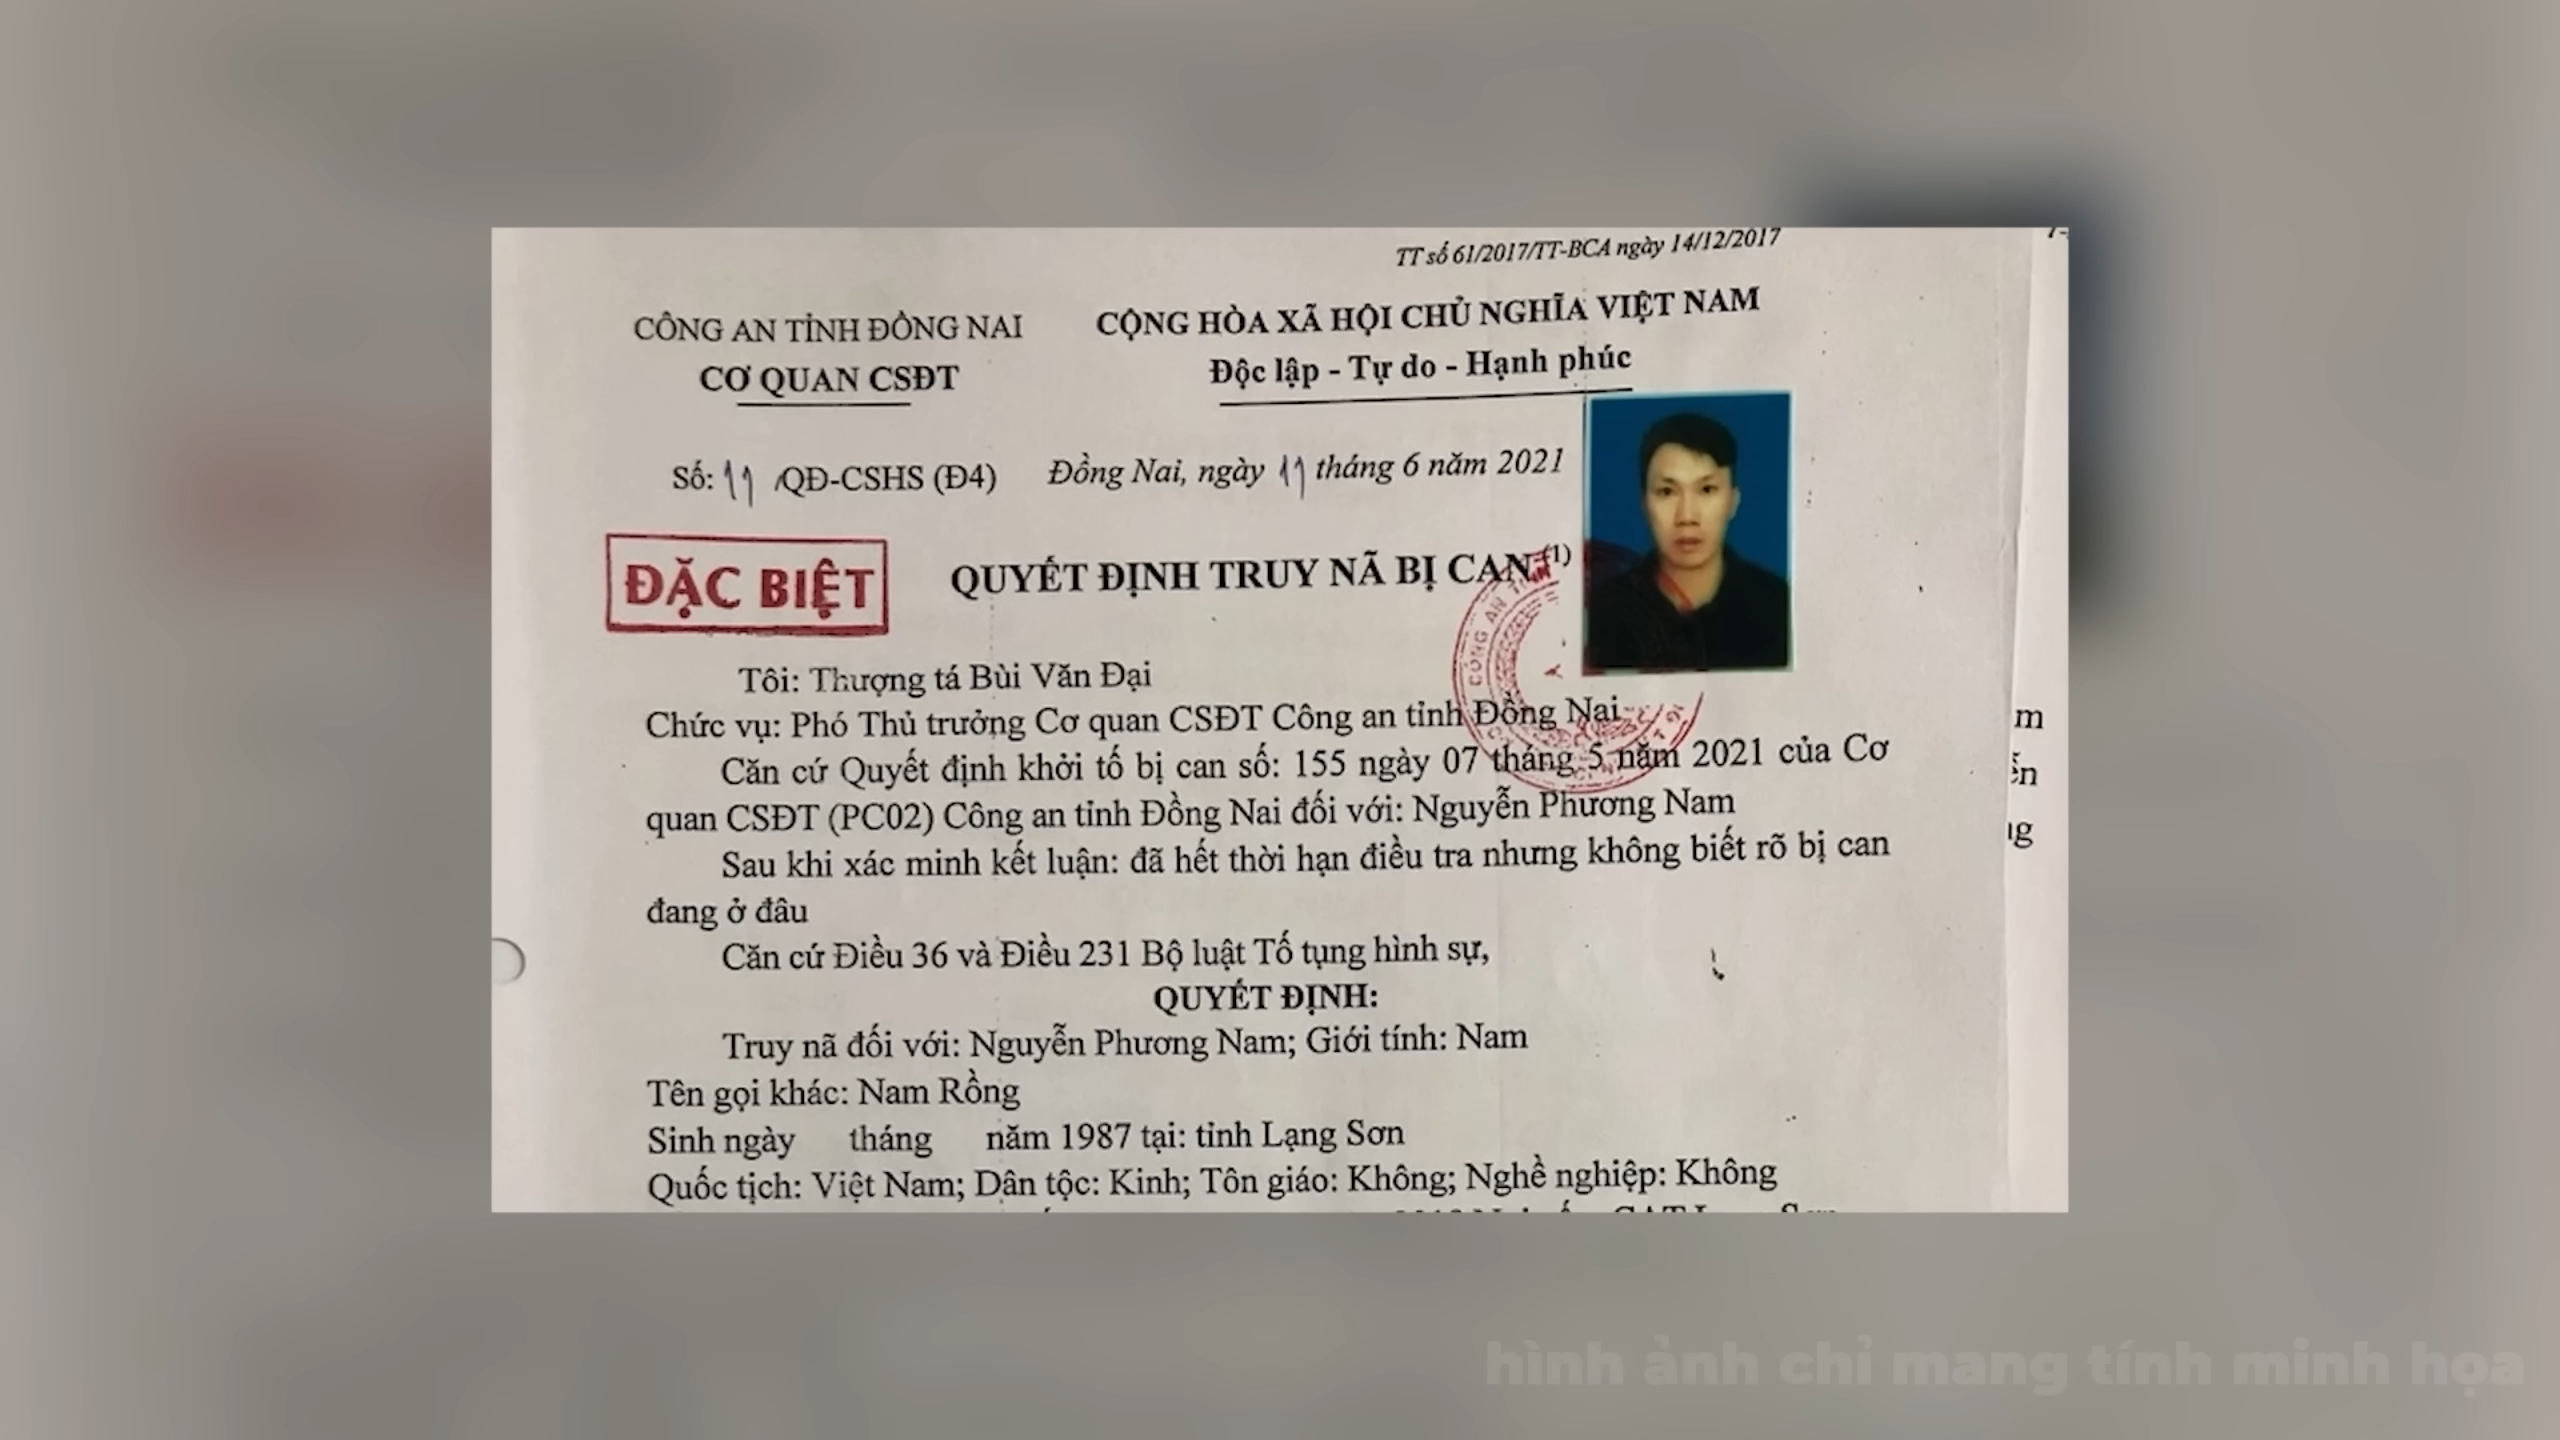 TT số 61/2017/TT-BCA ngày 14/12/2017
CÔNG AN TỈNH ĐỒNG NAI
CƠ QUAN CSĐT
CỘNG HÒA XÃ HỘI CHỦ NGHĨA VIỆT NAM
Độc lập - Tự do - Hạnh phúc
Số: 11 /QĐ-CSHS (Đ4)
Đồng Nai, ngày 11 tháng 6 năm 2021
ĐẶC BIỆT
QUYẾT ĐỊNH TRUY NÃ BỊ CAN (1)
CÔNG AN TỈNH
Tôi: Thượng tá Bùi Văn Đại
Chức vụ: Phó Thủ trưởng Cơ quan CSĐT Công an tỉnh Đồng Nai
Căn cứ Quyết định khởi tố bị can số: 155 ngày 07 tháng 5 năm 2021 của Cơ
quan CSĐT (PC02) Công an tỉnh Đồng Nai đối với: Nguyễn Phương Nam
Sau khi xác minh kết luận: đã hết thời hạn điều tra nhưng không biết rõ bị can
đang ở đâu
Căn cứ Điều 36 và Điều 231 Bộ luật Tố tụng hình sự,
QUYẾT ĐỊNH:
Truy nã đối với: Nguyễn Phương Nam; Giới tính: Nam
Tên gọi khác: Nam Rồng
Sinh ngày tháng năm 1987 tại: tỉnh Lạng Sơn
Quốc tịch: Việt Nam; Dân tộc: Kinh; Tôn giáo: Không; Nghề nghiệp: Không
hình ảnh chỉ mang tính minh họa